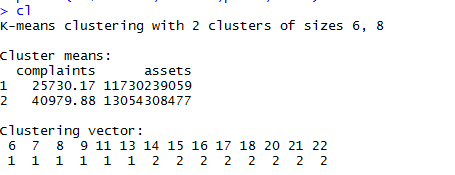 > cl
K-means clustering with 2 clusters of sizes 6, 8
Cluster means:
complaints assets
1 25730.17 11730239059
2 40979.88 13054308477
Clustering vector:
6 7 8 9 11 13 14 15 16 17 18 20 21 22
1 1 1 1 1 1 2 2 2 2 2 2 2 2